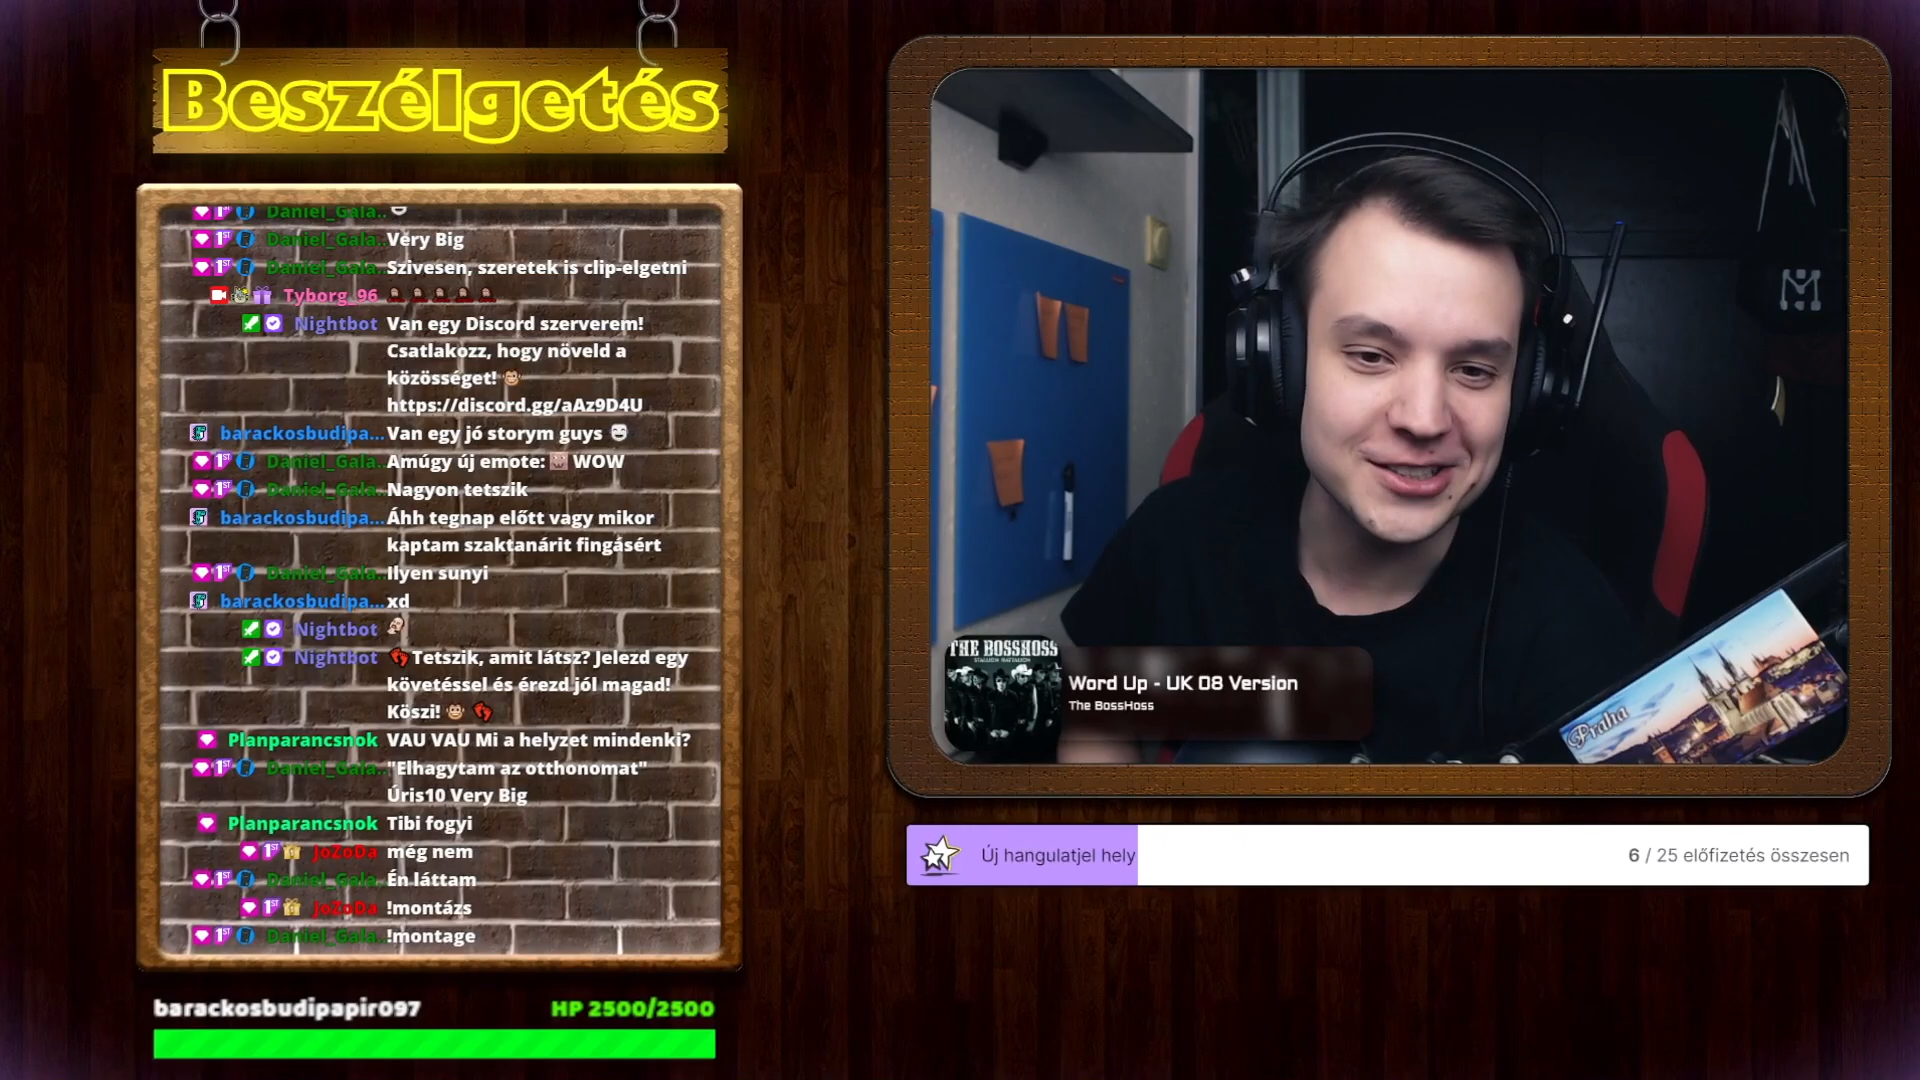 Beszélgetés
Daniel_Gala..
Daniel_Gala..Very Big
Daniel_Gala..Szivesen, szeretek is clip-elgetni
Tyborg_96
Nightbot Van egy Discord szerverem!
Csatlakozz, hogy növeld a
közösséget!
https://discord.gg/aAz9D4U
barackosbudipa...Van egy jó storym guys
Daniel_Gala..Amúgy új emote: WOW
Daniel_Gala..Nagyon tetszik
barackosbudipa...Áhh tegnap előtt vagy mikor
kaptam szaktanárit fingásért
Daniel_Gala..Ilyen sunyi
barackosbudipa...xd
Nightbot
Nightbot Tetszik, amit látsz? Jelezd egy
követéssel és érezd jól magad!
Köszi!
Planparancsnok VAU VAU Mi a helyzet mindenki?
Daniel_Gala.."Elhagytam az otthonomat"
Úris10 Very Big
Planparancsnok Tibi fogyi
JoZoDa még nem
Daniel_Gala..Én láttam
JoZoDa !montázs
Daniel_Gala..!montage
barackosbudipapir097 HP 2500/2500
THE BOSSHOSS
STALLION BATTALION
Word Up - UK 08 Version
The BossHoss
Praha
Új hangulatjel hely 6 / 25 előfizetés összesen